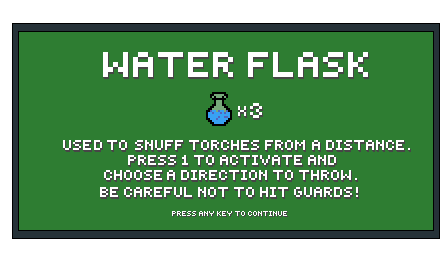 WATER FLASK
x3
USED TO SNUFF TORCHES FROM A DISTANCE.
PRESS 1 TO ACTIVATE AND
CHOOSE A DIRECTION TO THROW.
BE CAREFUL NOT TO HIT GUARDS!
PRESS ANY KEY TO CONTINUE